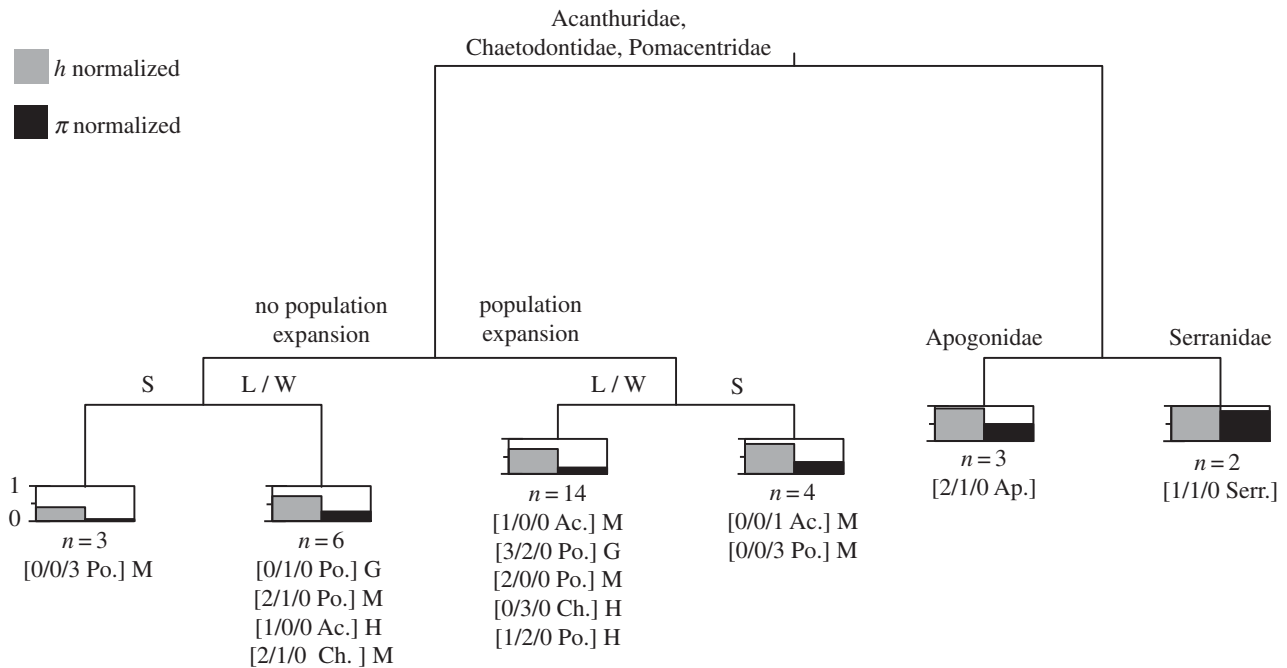 Acanthuridae,
Chaetodontidae, Pomacentridae
h normalized
π normalized
no population
expansion
population
expansion
Apogonidae
Serranidae
S
L / W
L / W
S
1
0
n = 3
[0/0/3 Po.] M
n = 6
[0/1/0 Po.] G
[2/1/0 Po.] M
[1/0/0 Ac.] H
[2/1/0 Ch. ] M
n = 14
[1/0/0 Ac.] M
[3/2/0 Po.] G
[2/0/0 Po.] M
[0/3/0 Ch.] H
[1/2/0 Po.] H
n = 4
[0/0/1 Ac.] M
[0/0/3 Po.] M
n = 3
[2/1/0 Ap.]
n = 2
[1/1/0 Serr.]